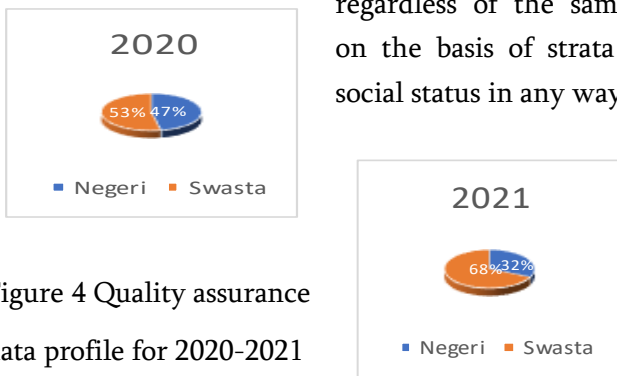 2020
53% 47%
Negeri Swasta
igure 4 Quality assurance
ata profile for 2020-2021
regardless of the sam
on the basis of strata
social status in any way
2021
68% 32%
Negeri Swasta